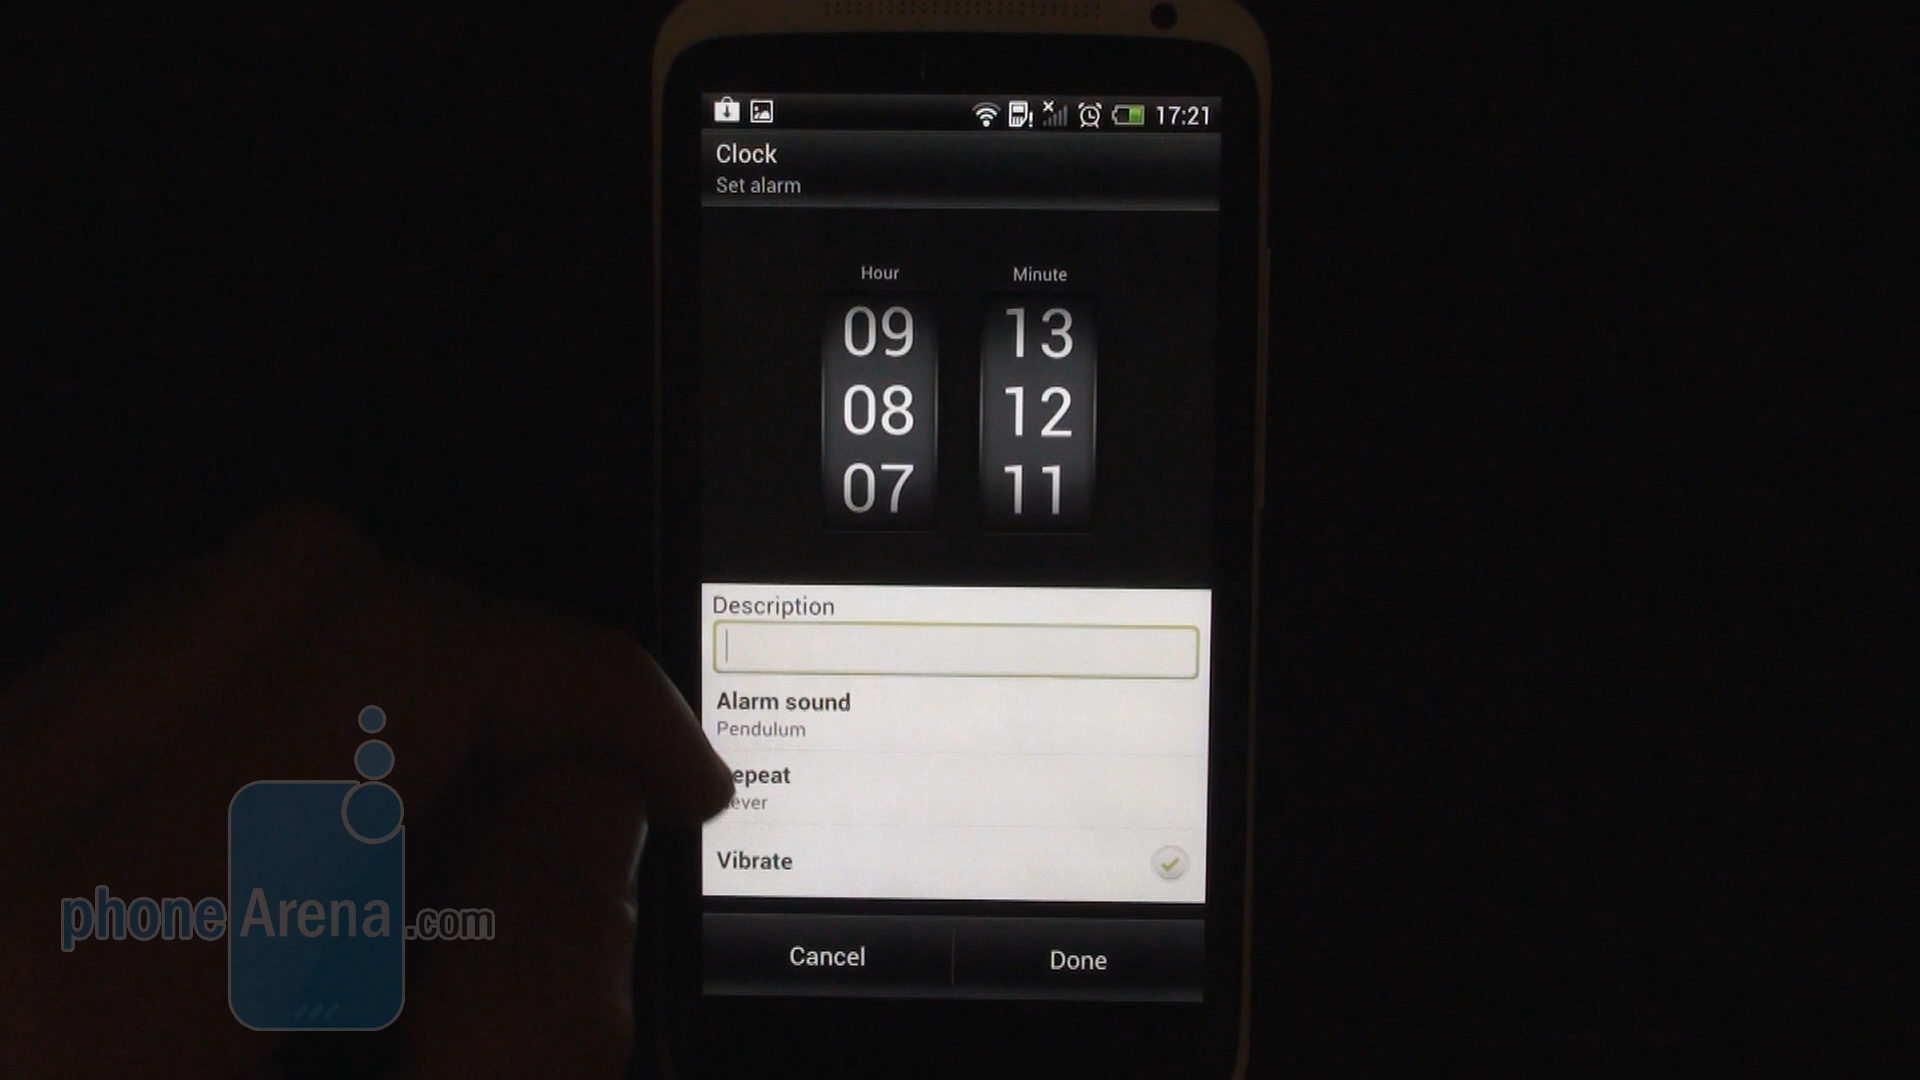 17:21
Clock
Set alarm
Hour Minute
09 13
08 12
07 11
Description
Alarm sound
Pendulum
epeat
ever
Vibrate
Cancel Done
phoneArena.com